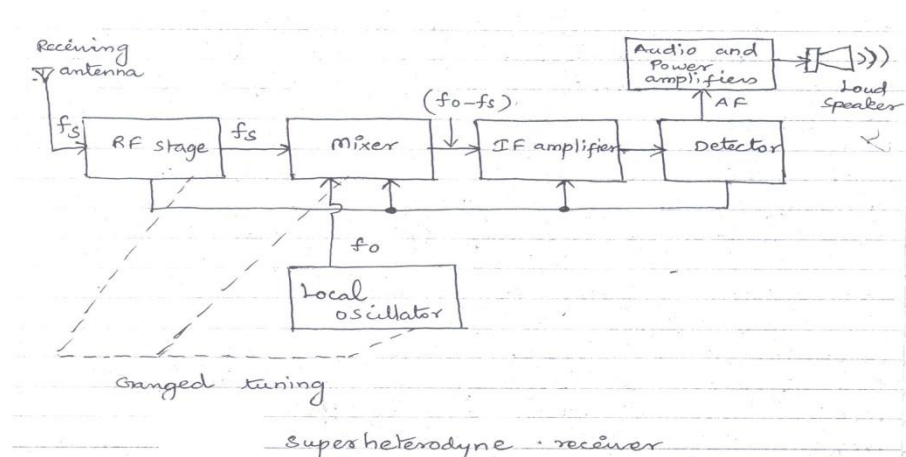 Receiving
antenna
fs
RF stage
fs
Mixer
(fo-fs)
IF amplifier
Detector
AF
Audio and
Power
amplifiers
Loud
Speaker
fo
Local
oscillator
Ganged tuning
Superheterodyne . receiver